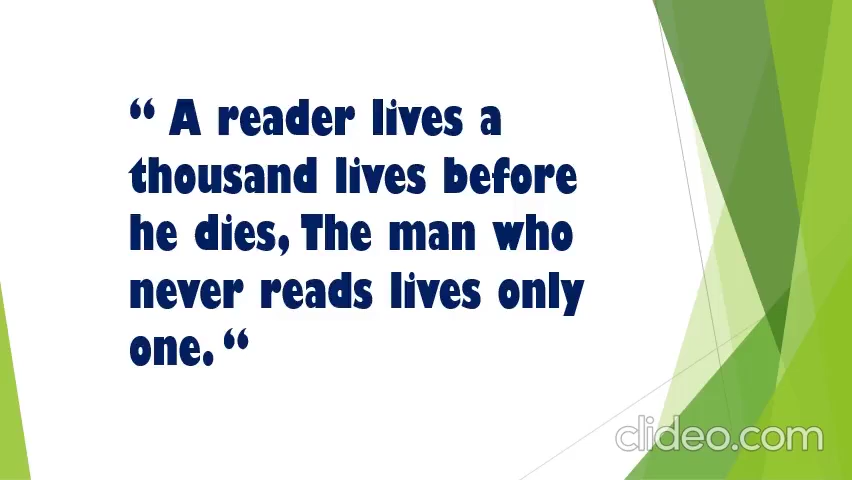 “ A reader lives a
thousand lives before
he dies, The man who
never reads lives only
one. “
clideo.com